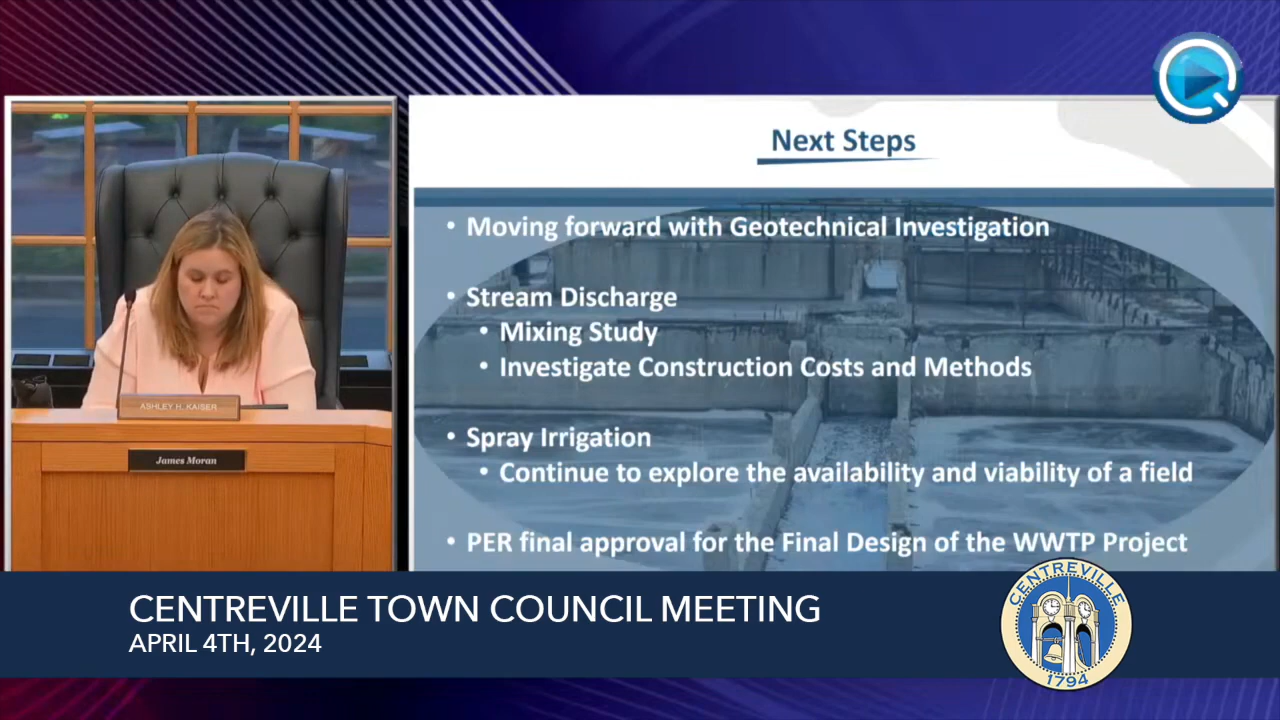 Next Steps
• Moving forward with Geotechnical Investigation
• Stream Discharge
• Mixing Study
• Investigate Construction Costs and Methods
• Spray Irrigation
• Continue to explore the availability and viability of a field
• PER final approval for the Final Design of the WWTP Project
ASHLEY H. KAISER
James Moran
CENTREVILLE TOWN COUNCIL MEETING
APRIL 4TH, 2024
CENTREVILLE
1794